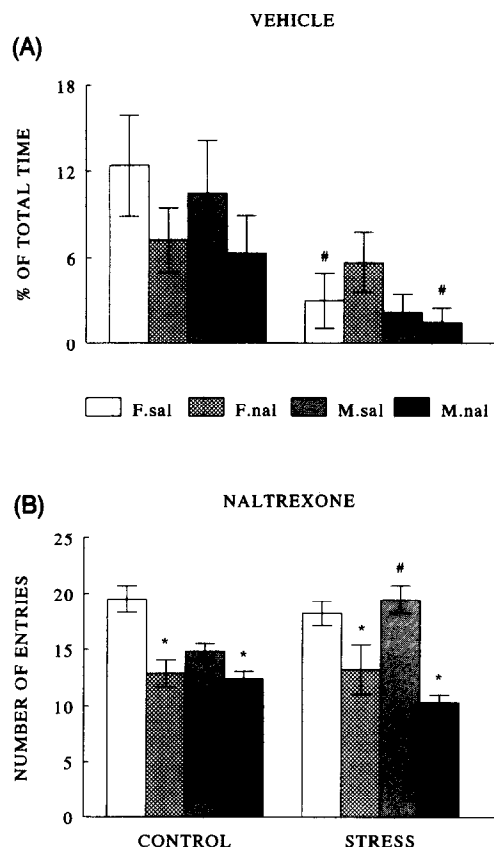 VEHICLE
(A)
% OF TOTAL TIME
18
12
6
0
#
#
F.sal F.nal M.sal M.nal
(B)
NALTREXONE
NUMBER OF ENTRIES
25
20
15
10
5
0
*
*
*
#
*
CONTROL STRESS